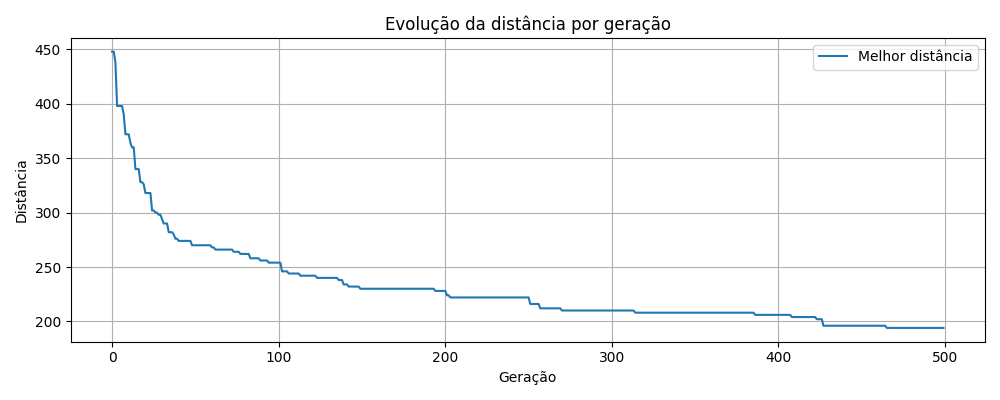 Evolução da distância por geração
Melhor distância
Distância
450
400
350
300
250
200
0 100 200 300 400 500
Geração